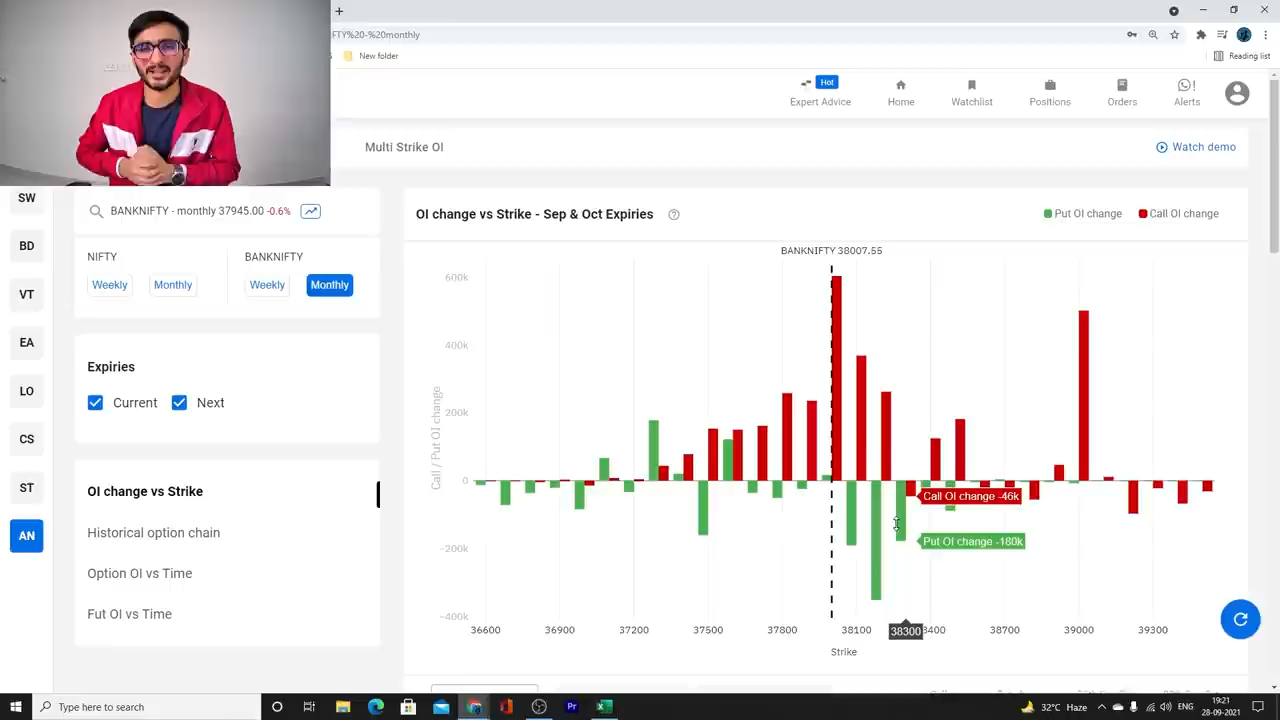 FTY%20-%20monthly
New folder
Reading list
Hot
Expert Advice
Home
Watchlist
Positions
Orders
Alerts
Multi Strike OI
Watch demo
SW
BD
VT
EA
LO
CS
ST
AN
BANKNIFTY - monthly 37945.00 -0.6%
NIFTY
BANKNIFTY
Weekly
Monthly
Weekly
Monthly
Expiries
Current
Next
OI change vs Strike
Historical option chain
Option OI vs Time
Fut OI vs Time
OI change vs Strike - Sep & Oct Expiries
Put OI change
Call OI change
BANKNIFTY 38007.55
Call / Put OI change
600k
400k
200k
0
−200k
−400k
Call OI change -46k
Put OI change -180k
36600 36900 37200 37500 37800 38100 38300 8400 38700 39000 39300
Strike
Type here to search
32°C Haze
ENG
19:21
28-09-2021